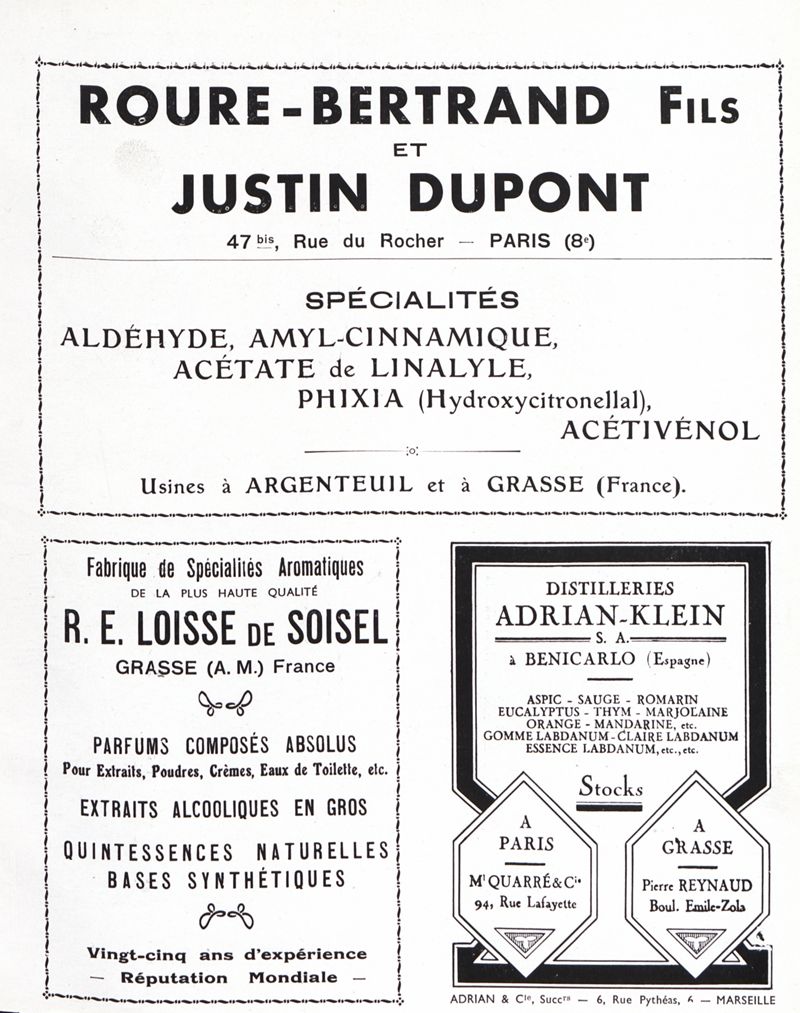 ROURE-BERTRAND FILS
ET
JUSTIN DUPONT
47 bis, Rue du Rocher — PARIS (8e)
SPÉCIALITÉS
ALDÉHYDE, AMYL-CINNAMIQUE,
ACÉTATE de LINALYLE,
PHIXIA (Hydroxycitronellal),
ACÉTIVÉNOL
Usines à ARGENTEUIL et à GRASSE (France).
Fabrique de Spécialités Aromatiques
DE LA PLUS HAUTE QUALITÉ
R. E. LOISSE DE SOISEL
GRASSE (A. M.) France
PARFUMS COMPOSÉS ABSOLUS
Pour Extraits, Poudres, Crèmes, Eaux de Toilette, etc.
EXTRAITS ALCOOLIQUES EN GROS
QUINTESSENCES NATURELLES
BASES SYNTHÉTIQUES
Vingt-cinq ans d'expérience
— Réputation Mondiale —
DISTILLERIES
ADRIAN-KLEIN
S. A.
à BENICARLO (Espagne)
ASPIC - SAUGE - ROMARIN
EUCALYPTUS - THYM - MARJOLAINE
ORANGE - MANDARINE, etc.
GOMME LABDANUM - CLAIRE LABDANUM
ESSENCE LABDANUM, etc., etc.
Stocks
A
PARIS
Mt QUARRÉ & Cie
94, Rue Lafayette
A
GRASSE
Pierre REYNAUD
Boul. Emile-Zola
ADRIAN & Cie, Succrs — 6, Rue Pythéas, 6 — MARSEILLE